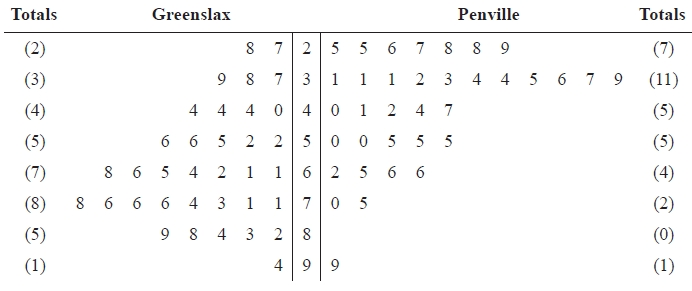 Totals Greenslax Penville Totals
(2) 8 7 2 5 5 6 7 8 8 9 (7)
(3) 9 8 7 3 1 1 1 2 3 4 4 5 6 7 9 (11)
(4) 4 4 4 0 4 0 1 2 4 7 (5)
(5) 6 6 5 2 2 5 0 0 5 5 5 (5)
(7) 8 6 5 4 2 1 1 6 2 5 6 6 (4)
(8) 8 6 6 6 4 3 1 1 7 0 5 (2)
(5) 9 8 4 3 2 8 (0)
(1) 4 9 9 (1)